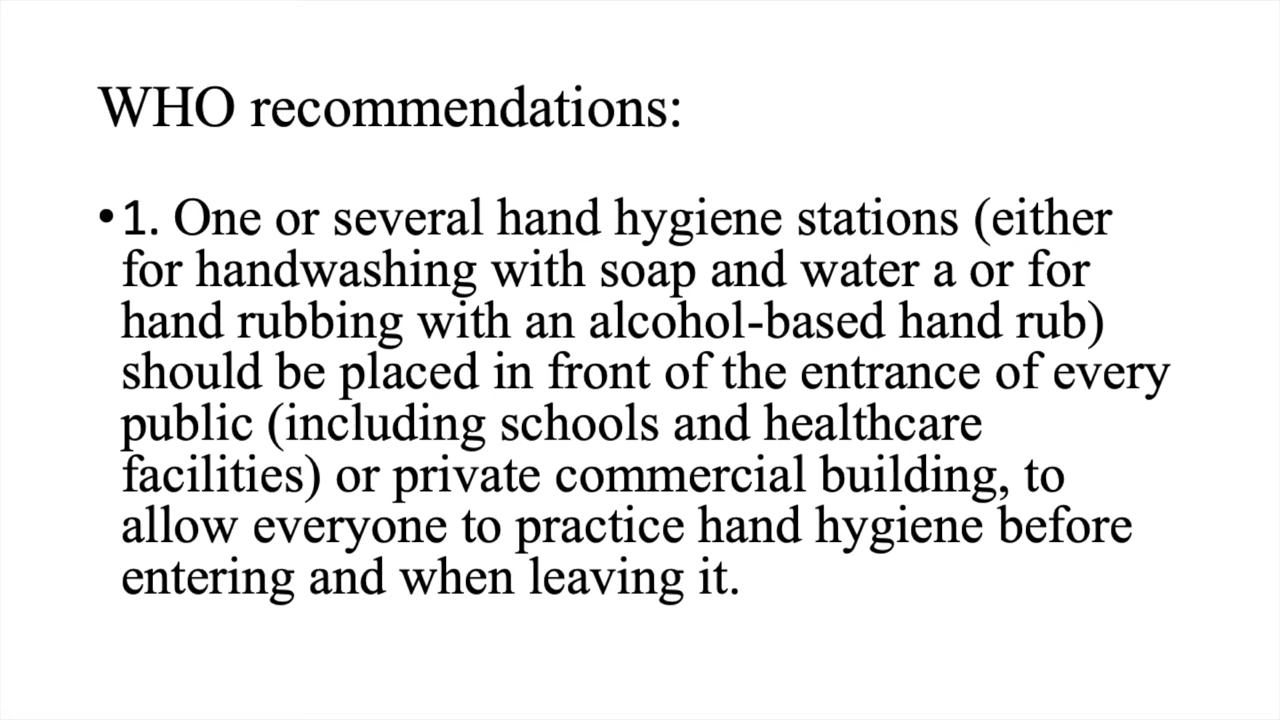 WHO recommendations:
•1. One or several hand hygiene stations (either
for handwashing with soap and water a or for
hand rubbing with an alcohol-based hand rub)
should be placed in front of the entrance of every
public (including schools and healthcare
facilities) or private commercial building, to
allow everyone to practice hand hygiene before
entering and when leaving it.